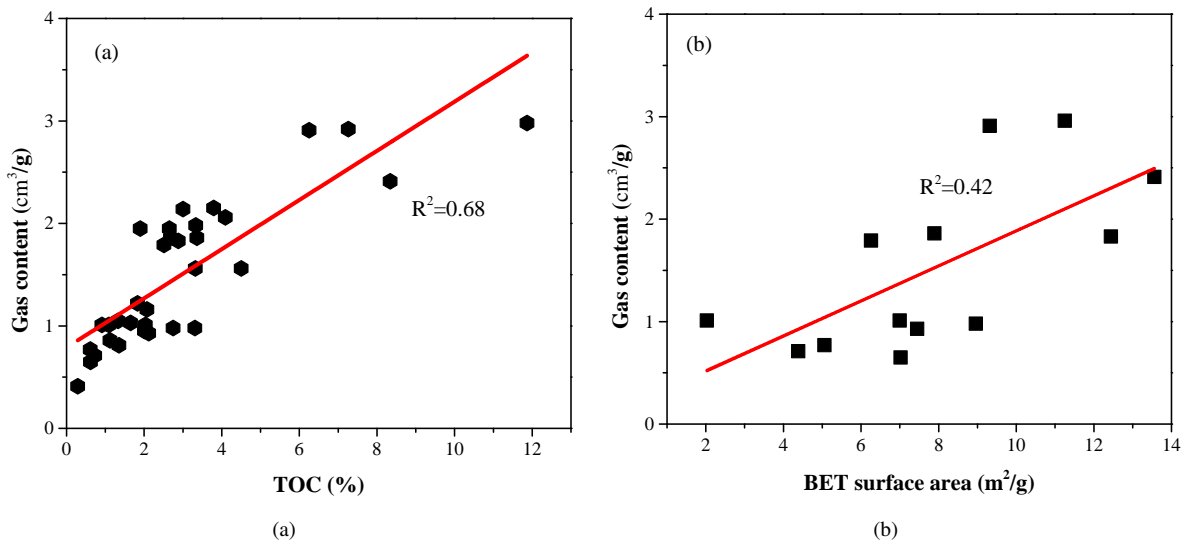 (a)
R²=0.68
Gas content (cm³/g)
4
3
2
1
0
0 2 4 6 8 10 12
TOC (%)
(a)
(b)
R²=0.42
Gas content (cm³/g)
4
3
2
1
0
2 4 6 8 10 12 14
BET surface area (m²/g)
(b)